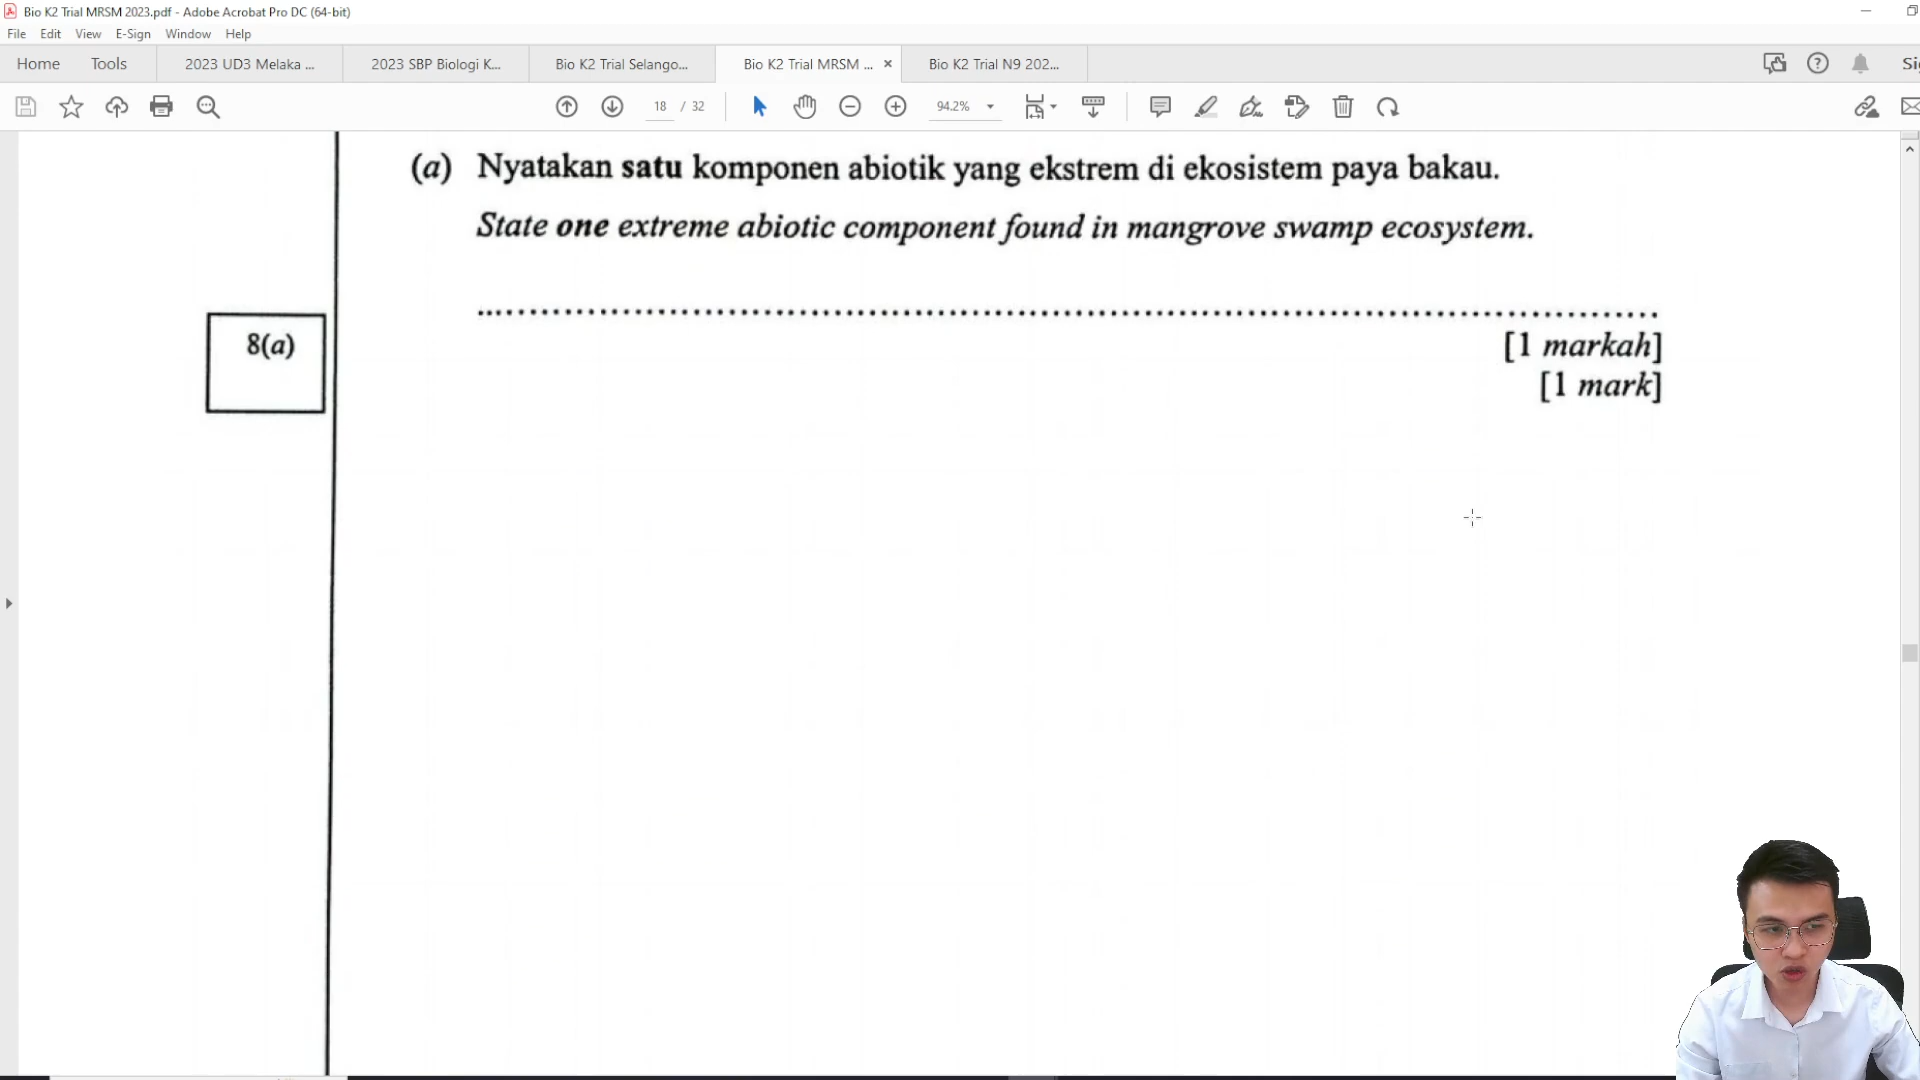 Bio K2 Trial MRSM 2023.pdf - Adobe Acrobat Pro DC (64-bit)
File Edit View E-Sign Window Help
Home Tools 2023 UD3 Melaka ... 2023 SBP Biologi K... Bio K2 Trial Selango... Bio K2 Trial MRSM ... × Bio K2 Trial N9 202... Si
18 / 32 94.2%
(a) Nyatakan satu komponen abiotik yang ekstrem di ekosistem paya bakau.
State one extreme abiotic component found in mangrove swamp ecosystem.
................................................................................
8(a)
[1 markah]
[1 mark]